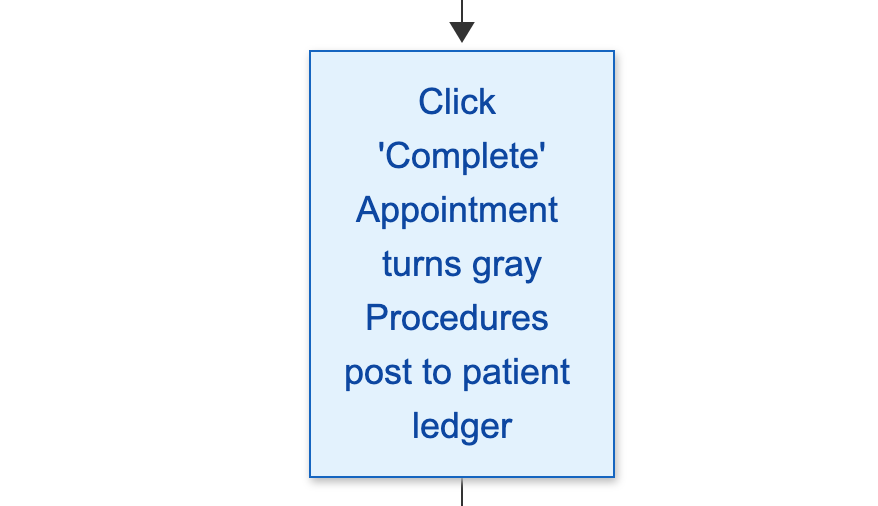 Click
'Complete'
Appointment
turns gray
Procedures
post to patient
ledger